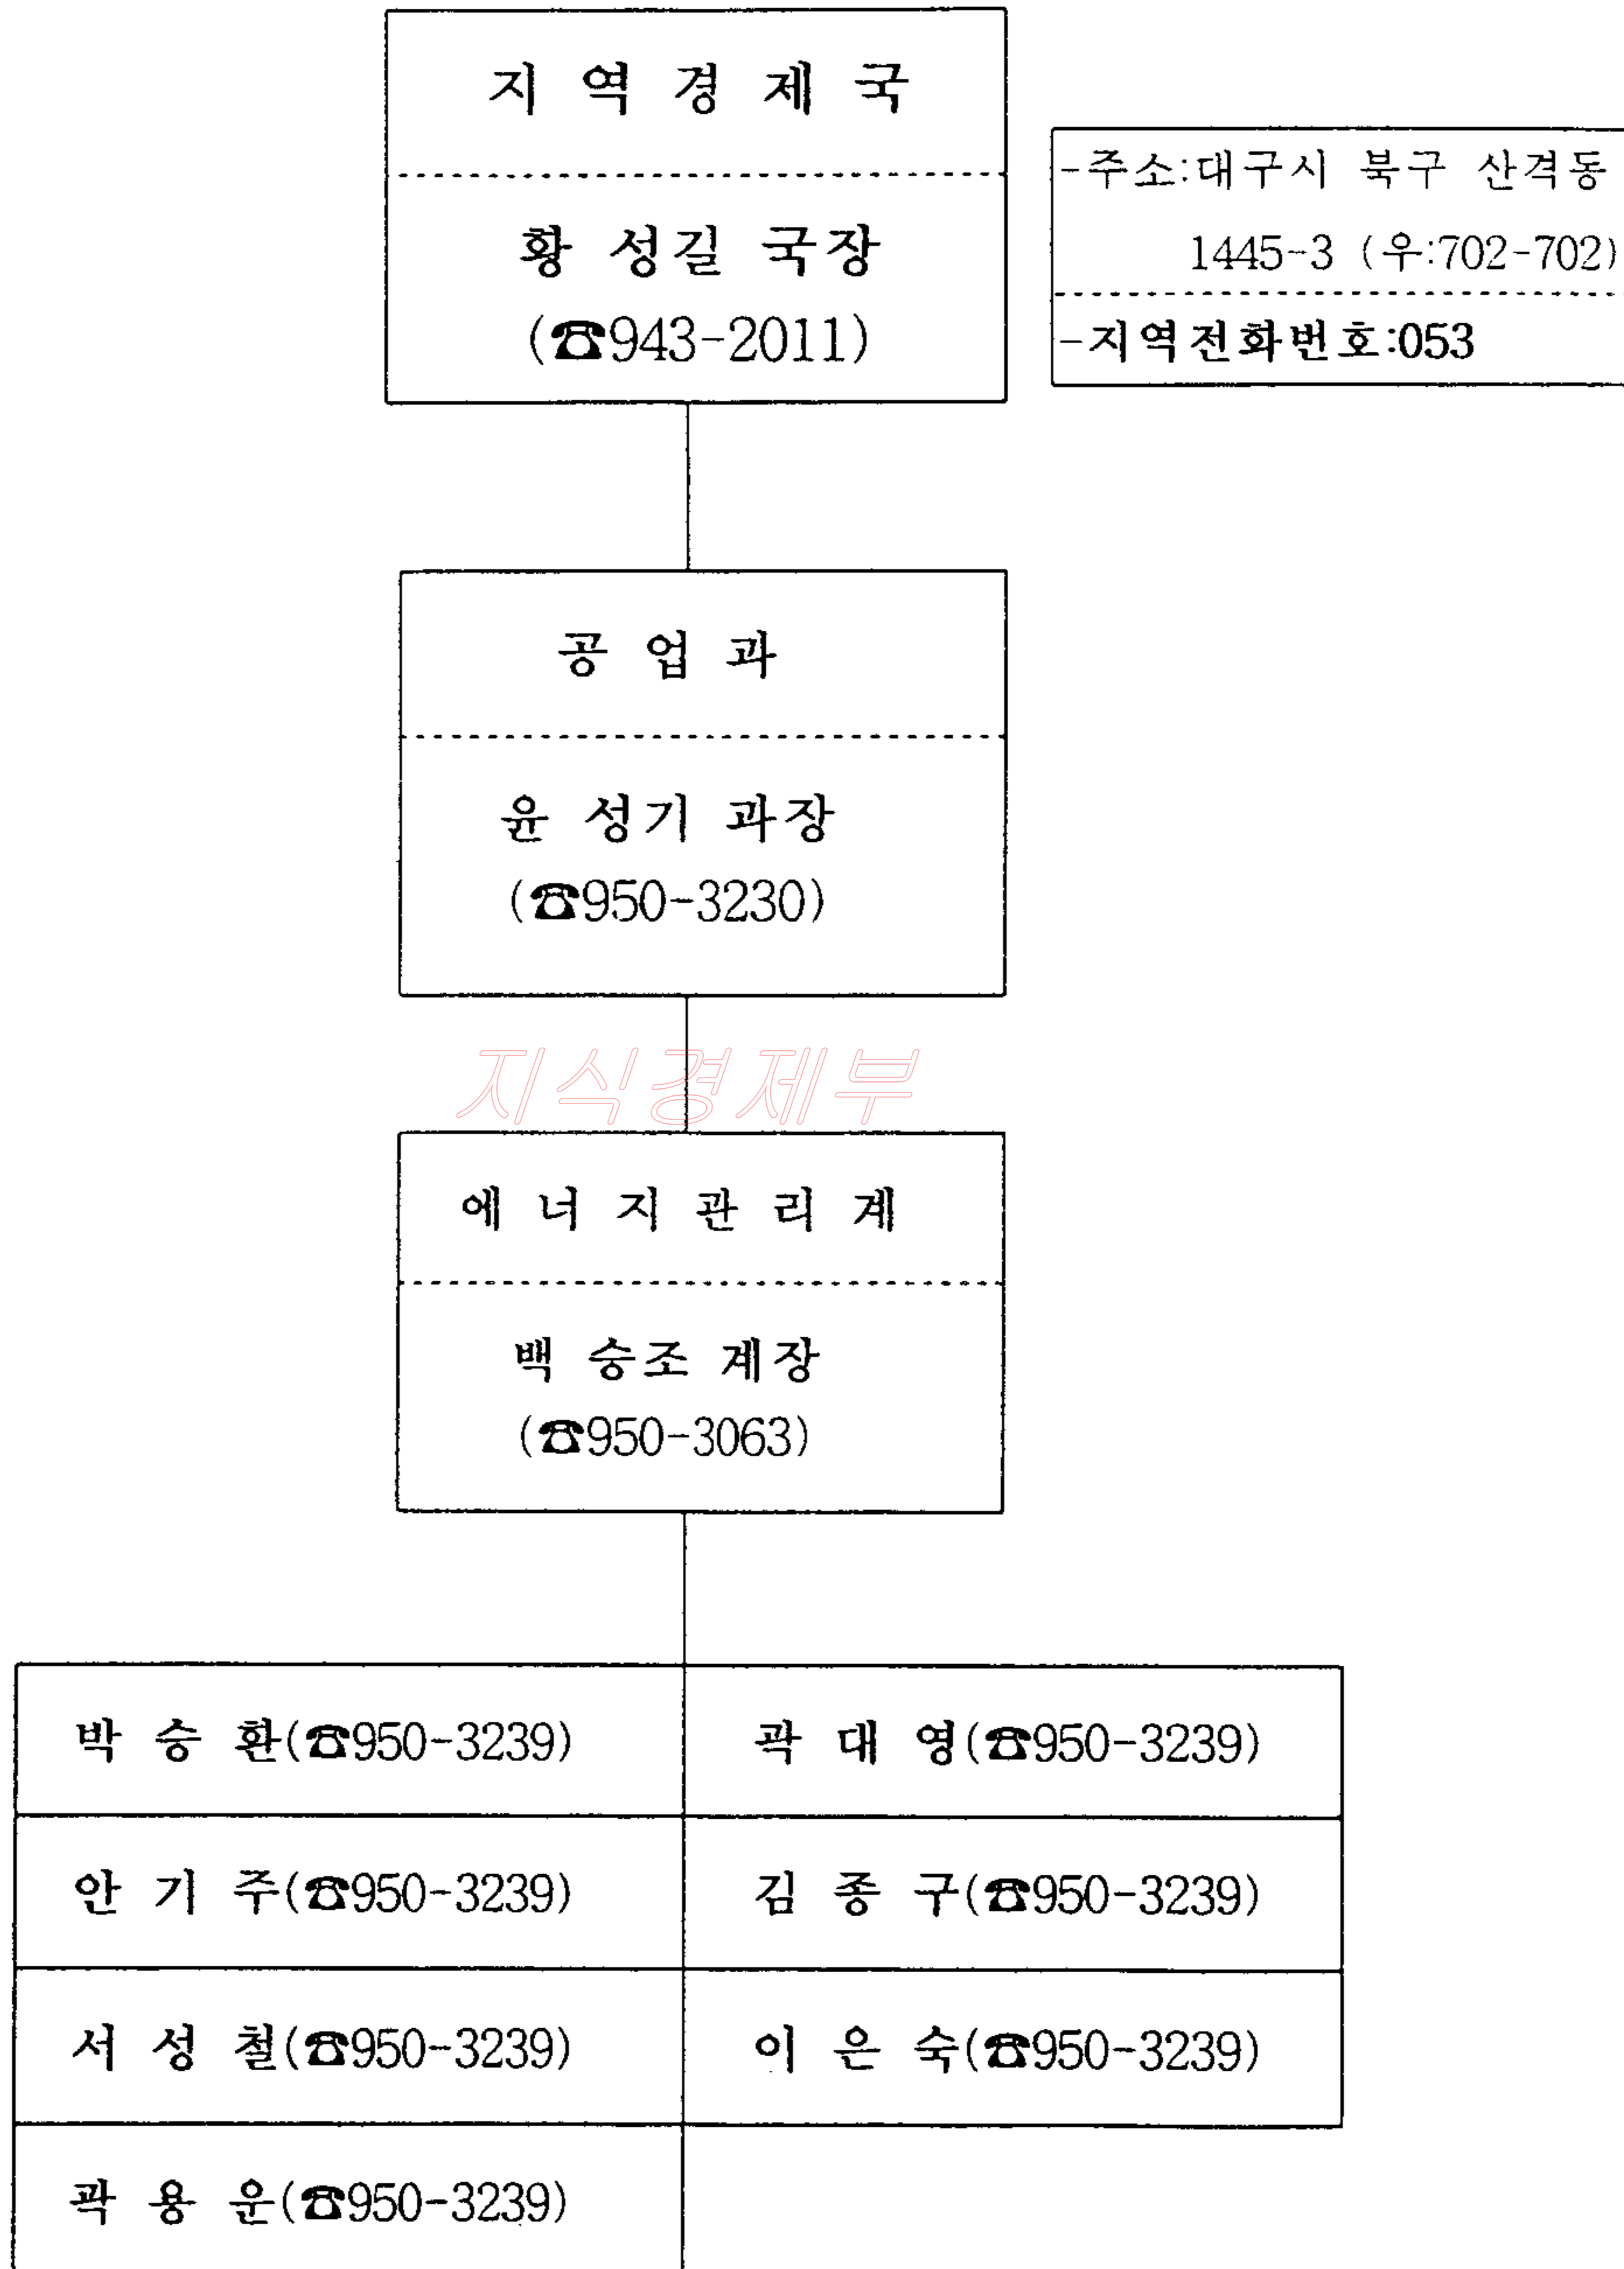 지 역 경 제 국
황 성길 국장
(☎943-2011)
-주소:대구시 북구 산격동
1445-3 (우:702-702)
-지역전화번호:053
공 업 과
윤 성기 과장
(☎950-3230)
지식경제부
에 너 지 관 리 계
백 승조 계장
(☎950-3063)
박 승 환(☎950-3239) 곽 대 영(☎950-3239)
안 기 주(☎950-3239) 김 종 구(☎950-3239)
서 성 철(☎950-3239) 이 은 숙(☎950-3239)
곽 용 운(☎950-3239)